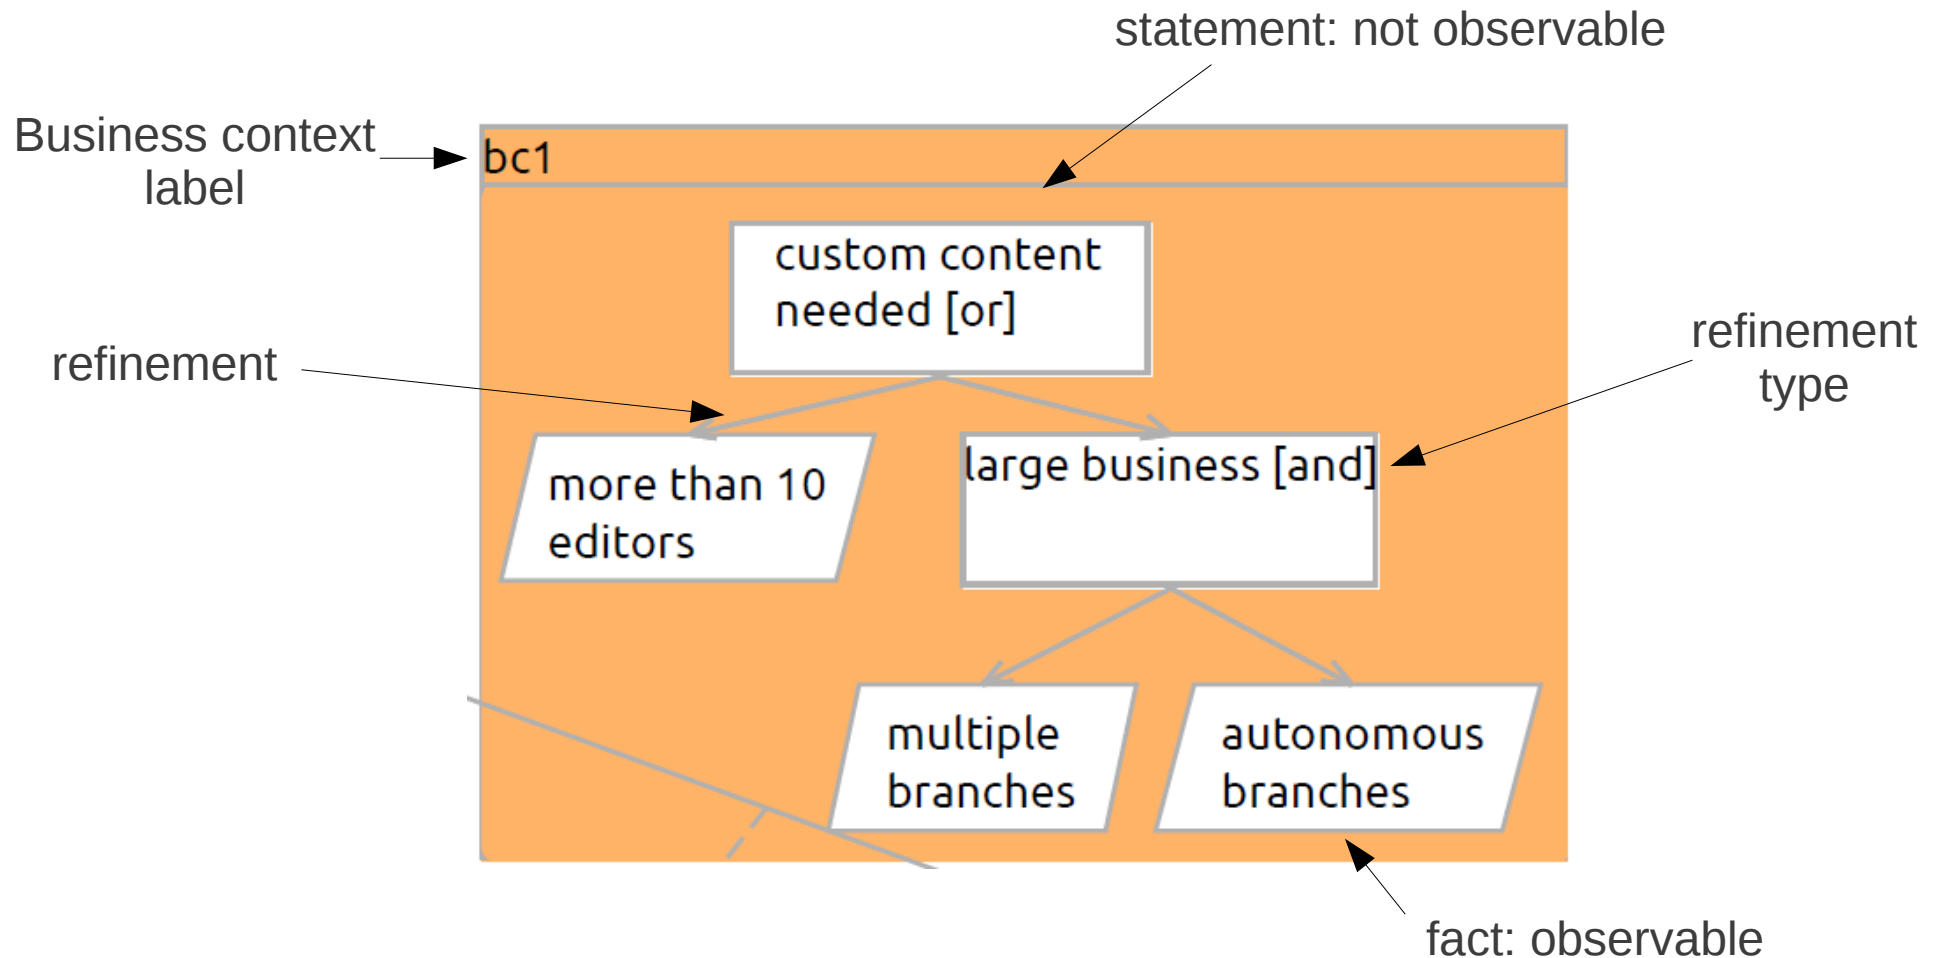 statement: not observable
Business context
label
bc1
custom content
needed [or]
refinement
refinement
type
more than 10
editors
large business [and]
multiple
branches
autonomous
branches
fact: observable